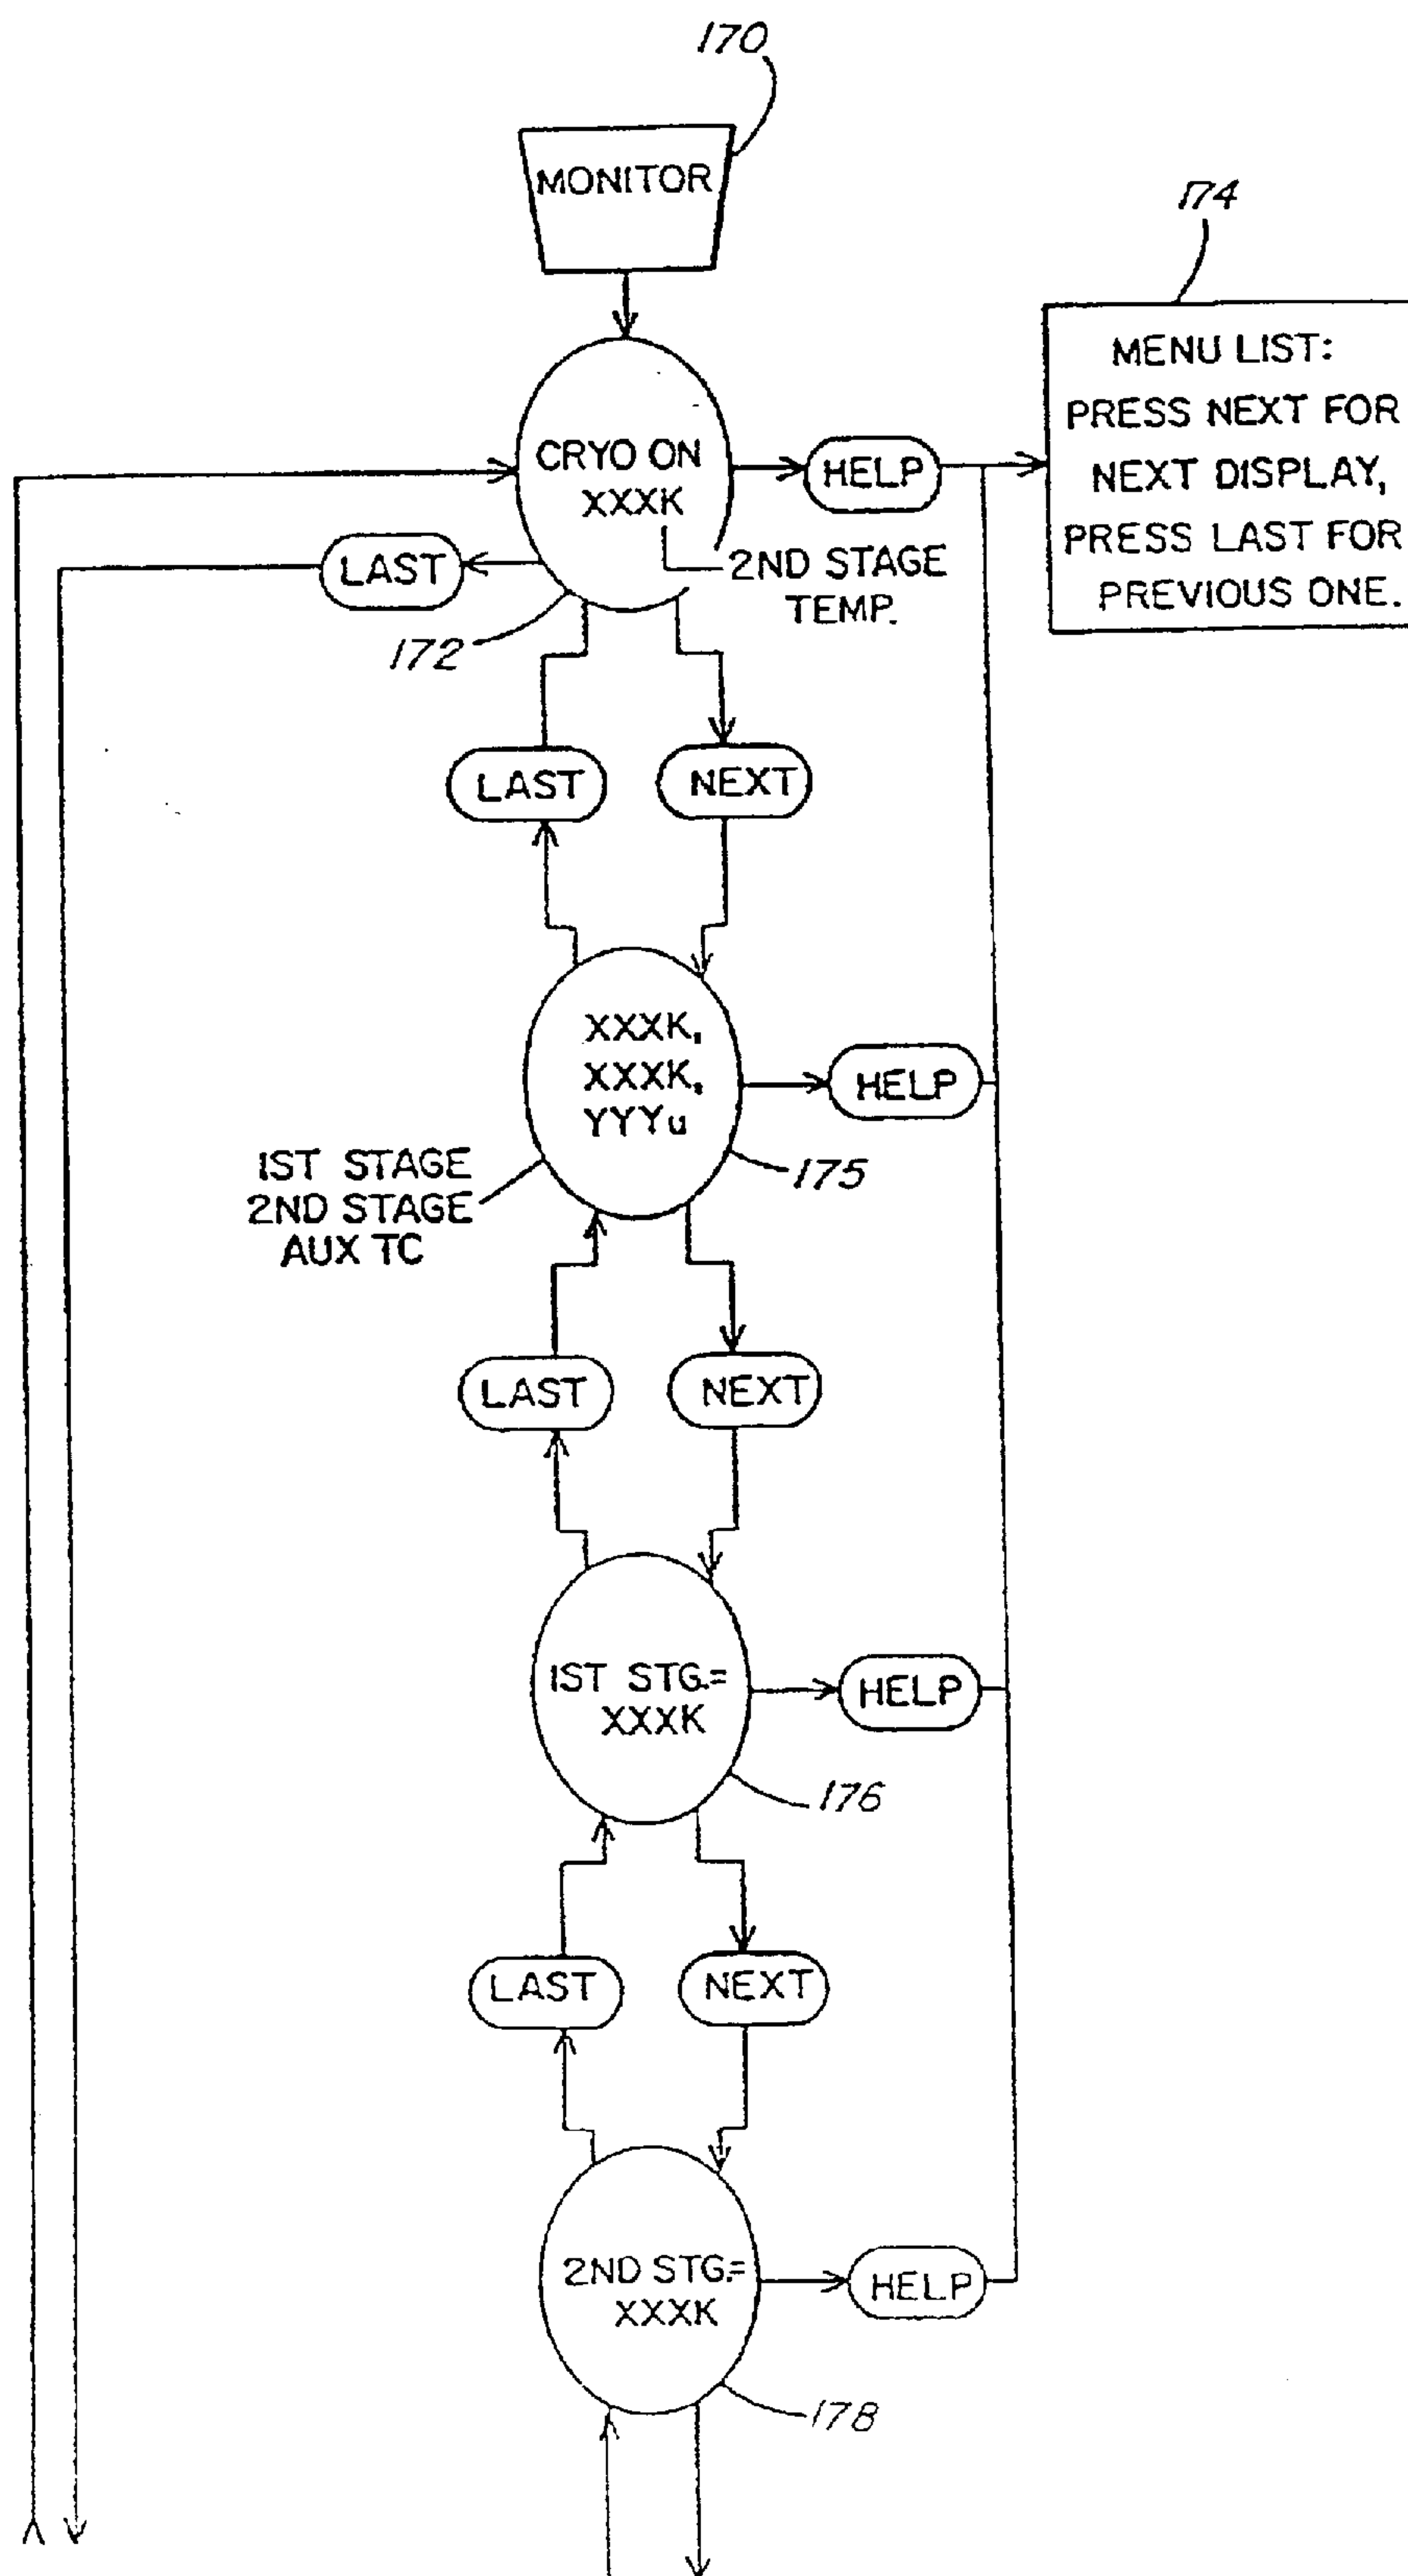 170
MONITOR
174
MENU LIST:
PRESS NEXT FOR
NEXT DISPLAY,
PRESS LAST FOR
PREVIOUS ONE.
CRYO ON
XXXK
HELP
LAST
2ND STAGE
TEMP.
172
LAST
NEXT
XXXK,
XXXK,
YYYu
HELP
1ST STAGE
2ND STAGE
AUX TC
175
LAST
NEXT
1ST STG.=
XXXK
HELP
176
LAST
NEXT
2ND STG.=
XXXK
HELP
178